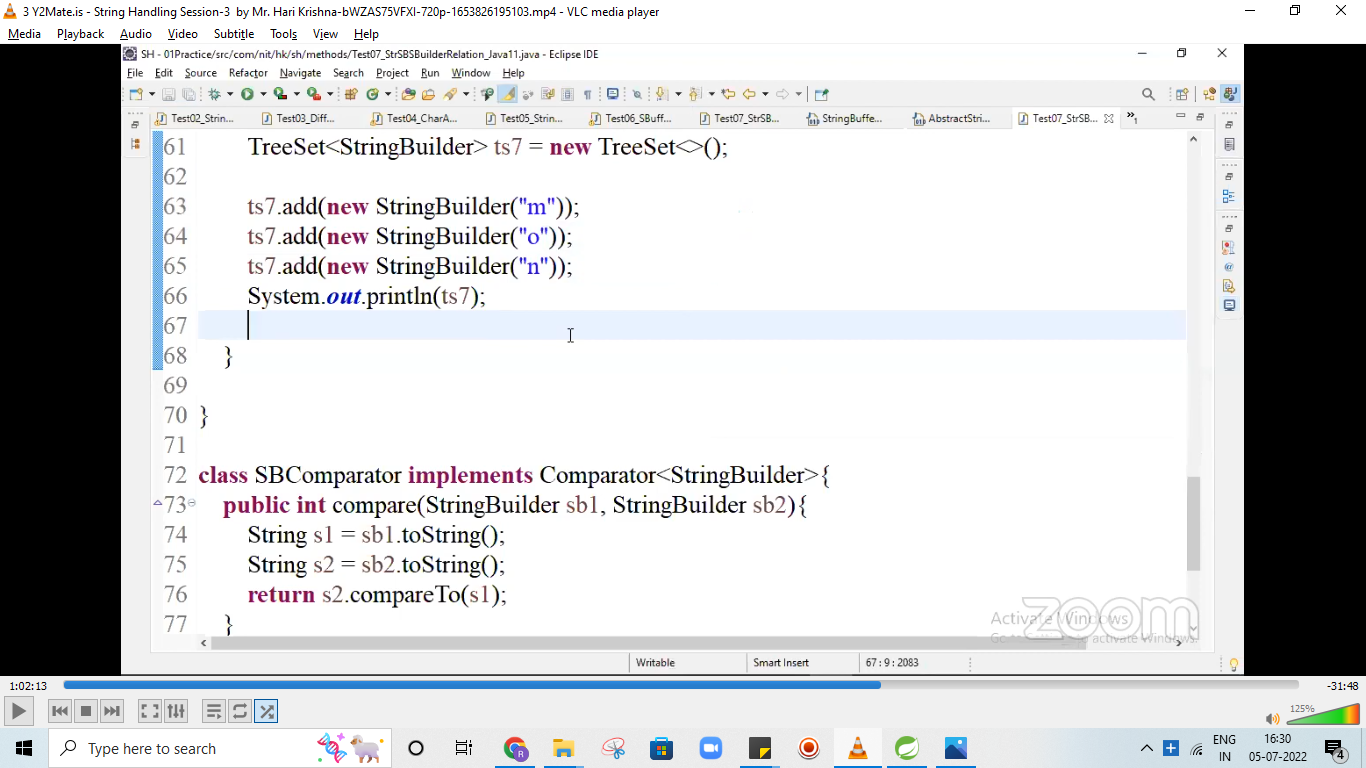 3 Y2Mate.is - String Handling Session-3 by Mr. Hari Krishna-bWZAS75VFXI-720p-1653826195103.mp4 - VLC media player
Media Playback Audio Video Subtitle Tools View Help
SH - 01Practice/src/com/nit/hk/sh/methods/Test07_StrSBSBuilderRelation_Java11.java - Eclipse IDE
File Edit Source Refactor Navigate Search Project Run Window Help
Test02_Strin... Test03_Diff... Test04_CharA... Test05_Strin... Test06_SBuff... Test07_StrSB... StringBuffe... AbstractStri... Test07_StrSB... »1
61 TreeSet<StringBuilder> ts7 = new TreeSet<>();
62
63 ts7.add(new StringBuilder("m"));
64 ts7.add(new StringBuilder("o"));
65 ts7.add(new StringBuilder("n"));
66 System.out.println(ts7);
67
68 }
69
70 }
71
72 class SBComparator implements Comparator<StringBuilder>{
73 public int compare(StringBuilder sb1, StringBuilder sb2){
74 String s1 = sb1.toString();
75 String s2 = sb2.toString();
76 return s2.compareTo(s1);
77 }
Activate Windows
Go to Settings to activate Windows.
zoom
Writable Smart Insert 67 : 9 : 2083
1:02:13 -31:48
125%
Type here to search
R
ENG
IN
16:30
05-07-2022
4